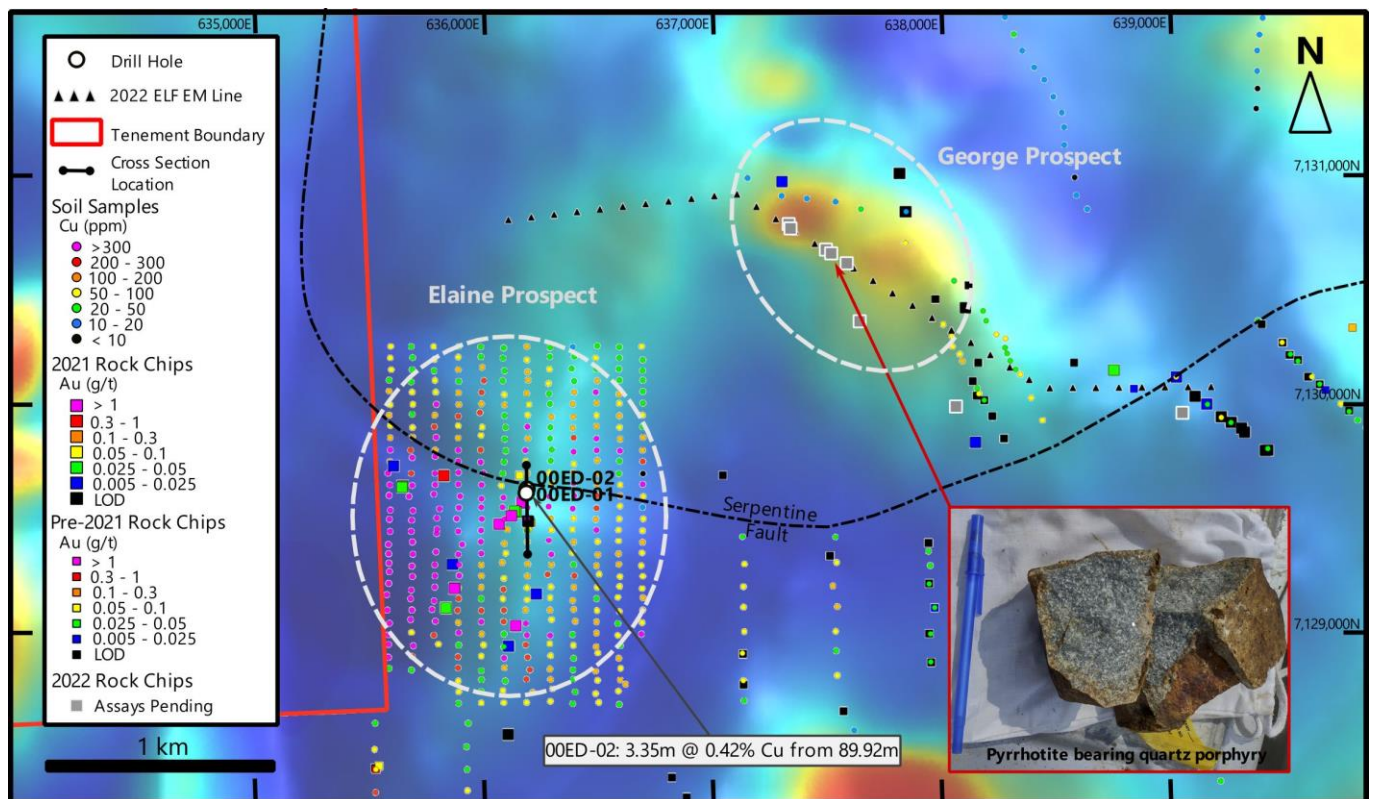 635,000E
636,000E
637,000E
638,000E
639,000E
N
Drill Hole
2022 ELF EM Line
Tenement Boundary
Cross Section
Location
Soil Samples
Cu (ppm)
>300
200 - 300
100 - 200
50 - 100
20 - 50
10 - 20
< 10
2021 Rock Chips
Au (g/t)
> 1
0.3 - 1
0.1 - 0.3
0.05 - 0.1
0.025 - 0.05
0.005 - 0.025
LOD
Pre-2021 Rock Chips
Au (g/t)
> 1
0.3 - 1
0.1 - 0.3
0.05 - 0.1
0.025 - 0.05
0.005 - 0.025
LOD
2022 Rock Chips
Assays Pending
1 km
George Prospect
7,131,000N
Elaine Prospect
7,130,000N
00ED-02
00ED-01
Serpentine
Fault
7,129,000N
00ED-02: 3.35m @ 0.42% Cu from 89.92m
Pyrrhotite bearing quartz porphyry